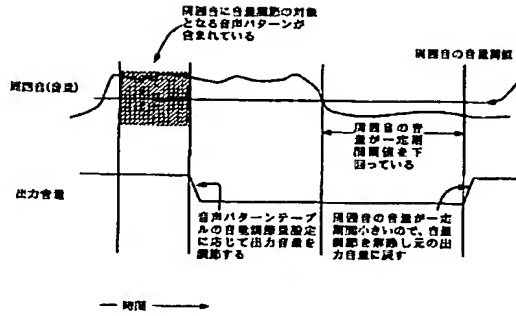 周囲音に音量調節の対象
となる音声パターンが
含まれている
周囲音の音量閾値
周囲音(音量)
周囲音の音
量が一定期
間閾値を下
回っている
出力音量
音声パターンテーブ
ルの音量調節量設定
に応じて出力音量を
調節する
周囲音の音量が一定
期間小さいので、音量
調節を解除し元の出
力音量に戻す
時間